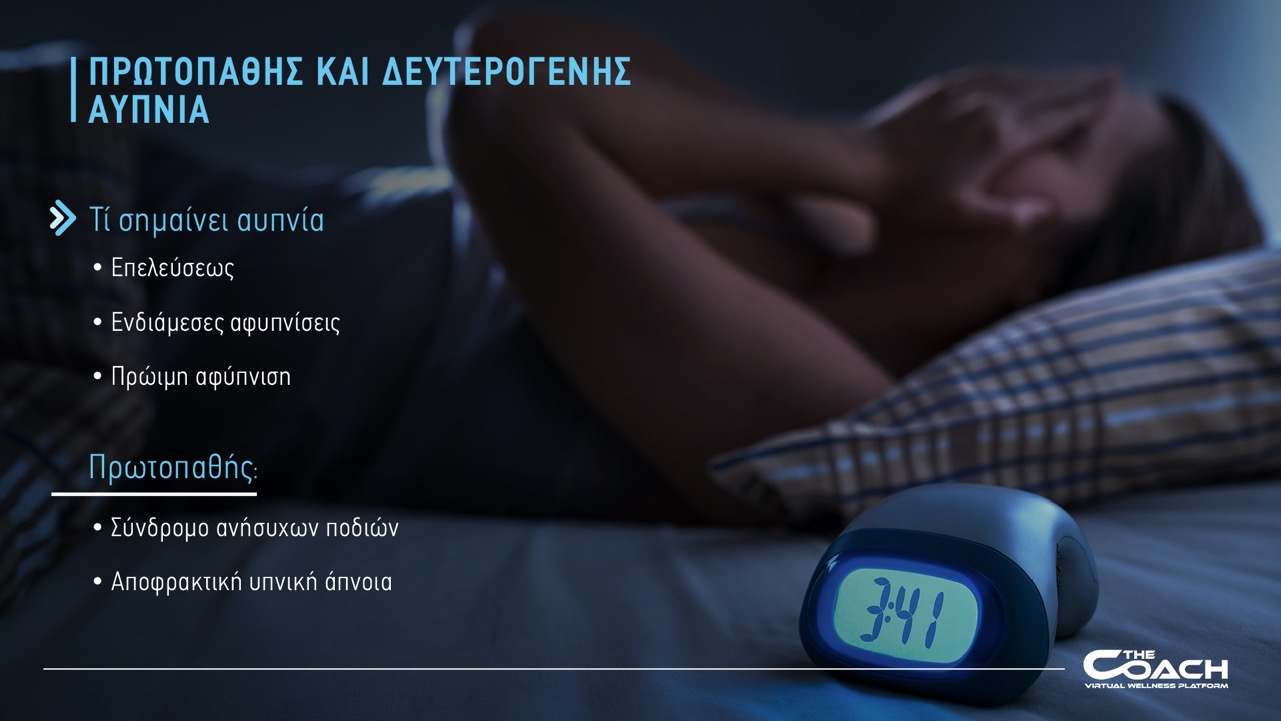 ΠΡΩΤΟΠΑΘΗΣ ΚΑΙ ΔΕΥΤΕΡΟΓΕΝΗΣ
ΑΥΠΝΙΑ
Τί σημαίνει αυπνία
• Επελεύσεως
• Ενδιάμεσες αφυπνίσεις
• Πρώιμη αφύπνιση
Πρωτοπαθής:
• Σύνδρομο ανήσυχων ποδιών
• Αποφρακτική υπνική άπνοια
3:41
THE
COACH
VIRTUAL WELLNESS PLATFORM